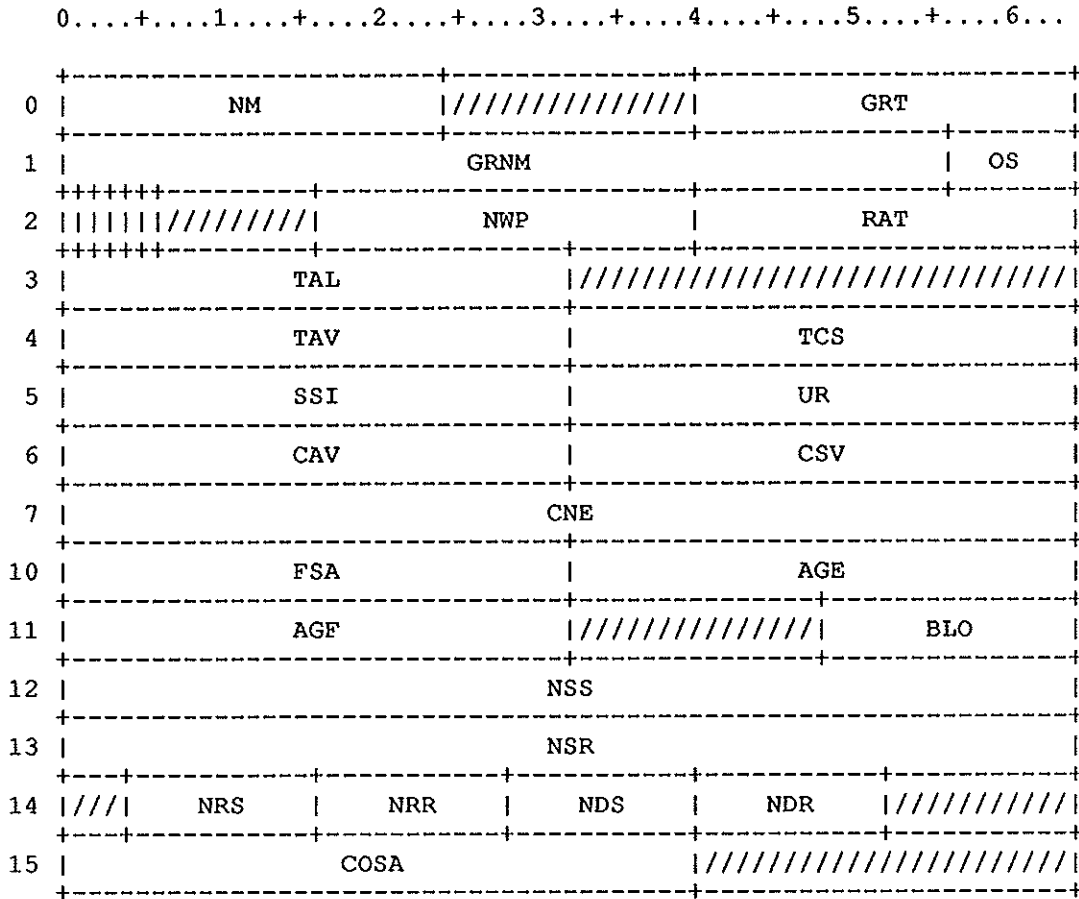 0....+....1....+....2....+....3....+....4....+....5....+....6...
0 | NM |///////////////| GRT |
1 | GRNM | OS |
2 |||||||/////////| NWP | RAT |
3 | TAL |///////////////////////////////|
4 | TAV | TCS |
5 | SSI | UR |
6 | CAV | CSV |
7 | CNE |
10 | FSA | AGE |
11 | AGF |///////////////| BLO |
12 | NSS |
13 | NSR |
14 |///| NRS | NRR | NDS | NDR |///////////|
15 | COSA |///////////////////////|